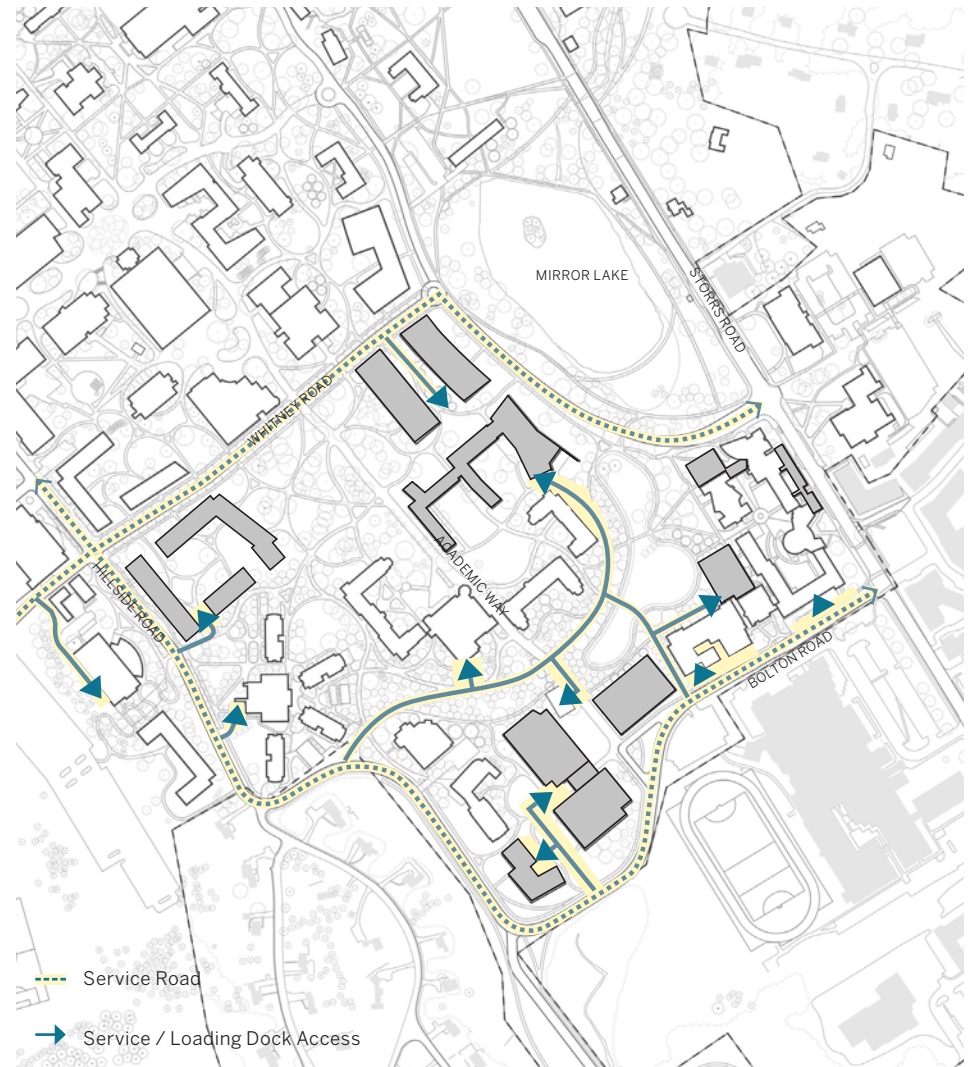 MIRROR LAKE
STORRS ROAD
WHITNEY ROAD
ACADEMIC WAY
HILLSIDE ROAD
BOLTON ROAD
Service Road
Service / Loading Dock Access